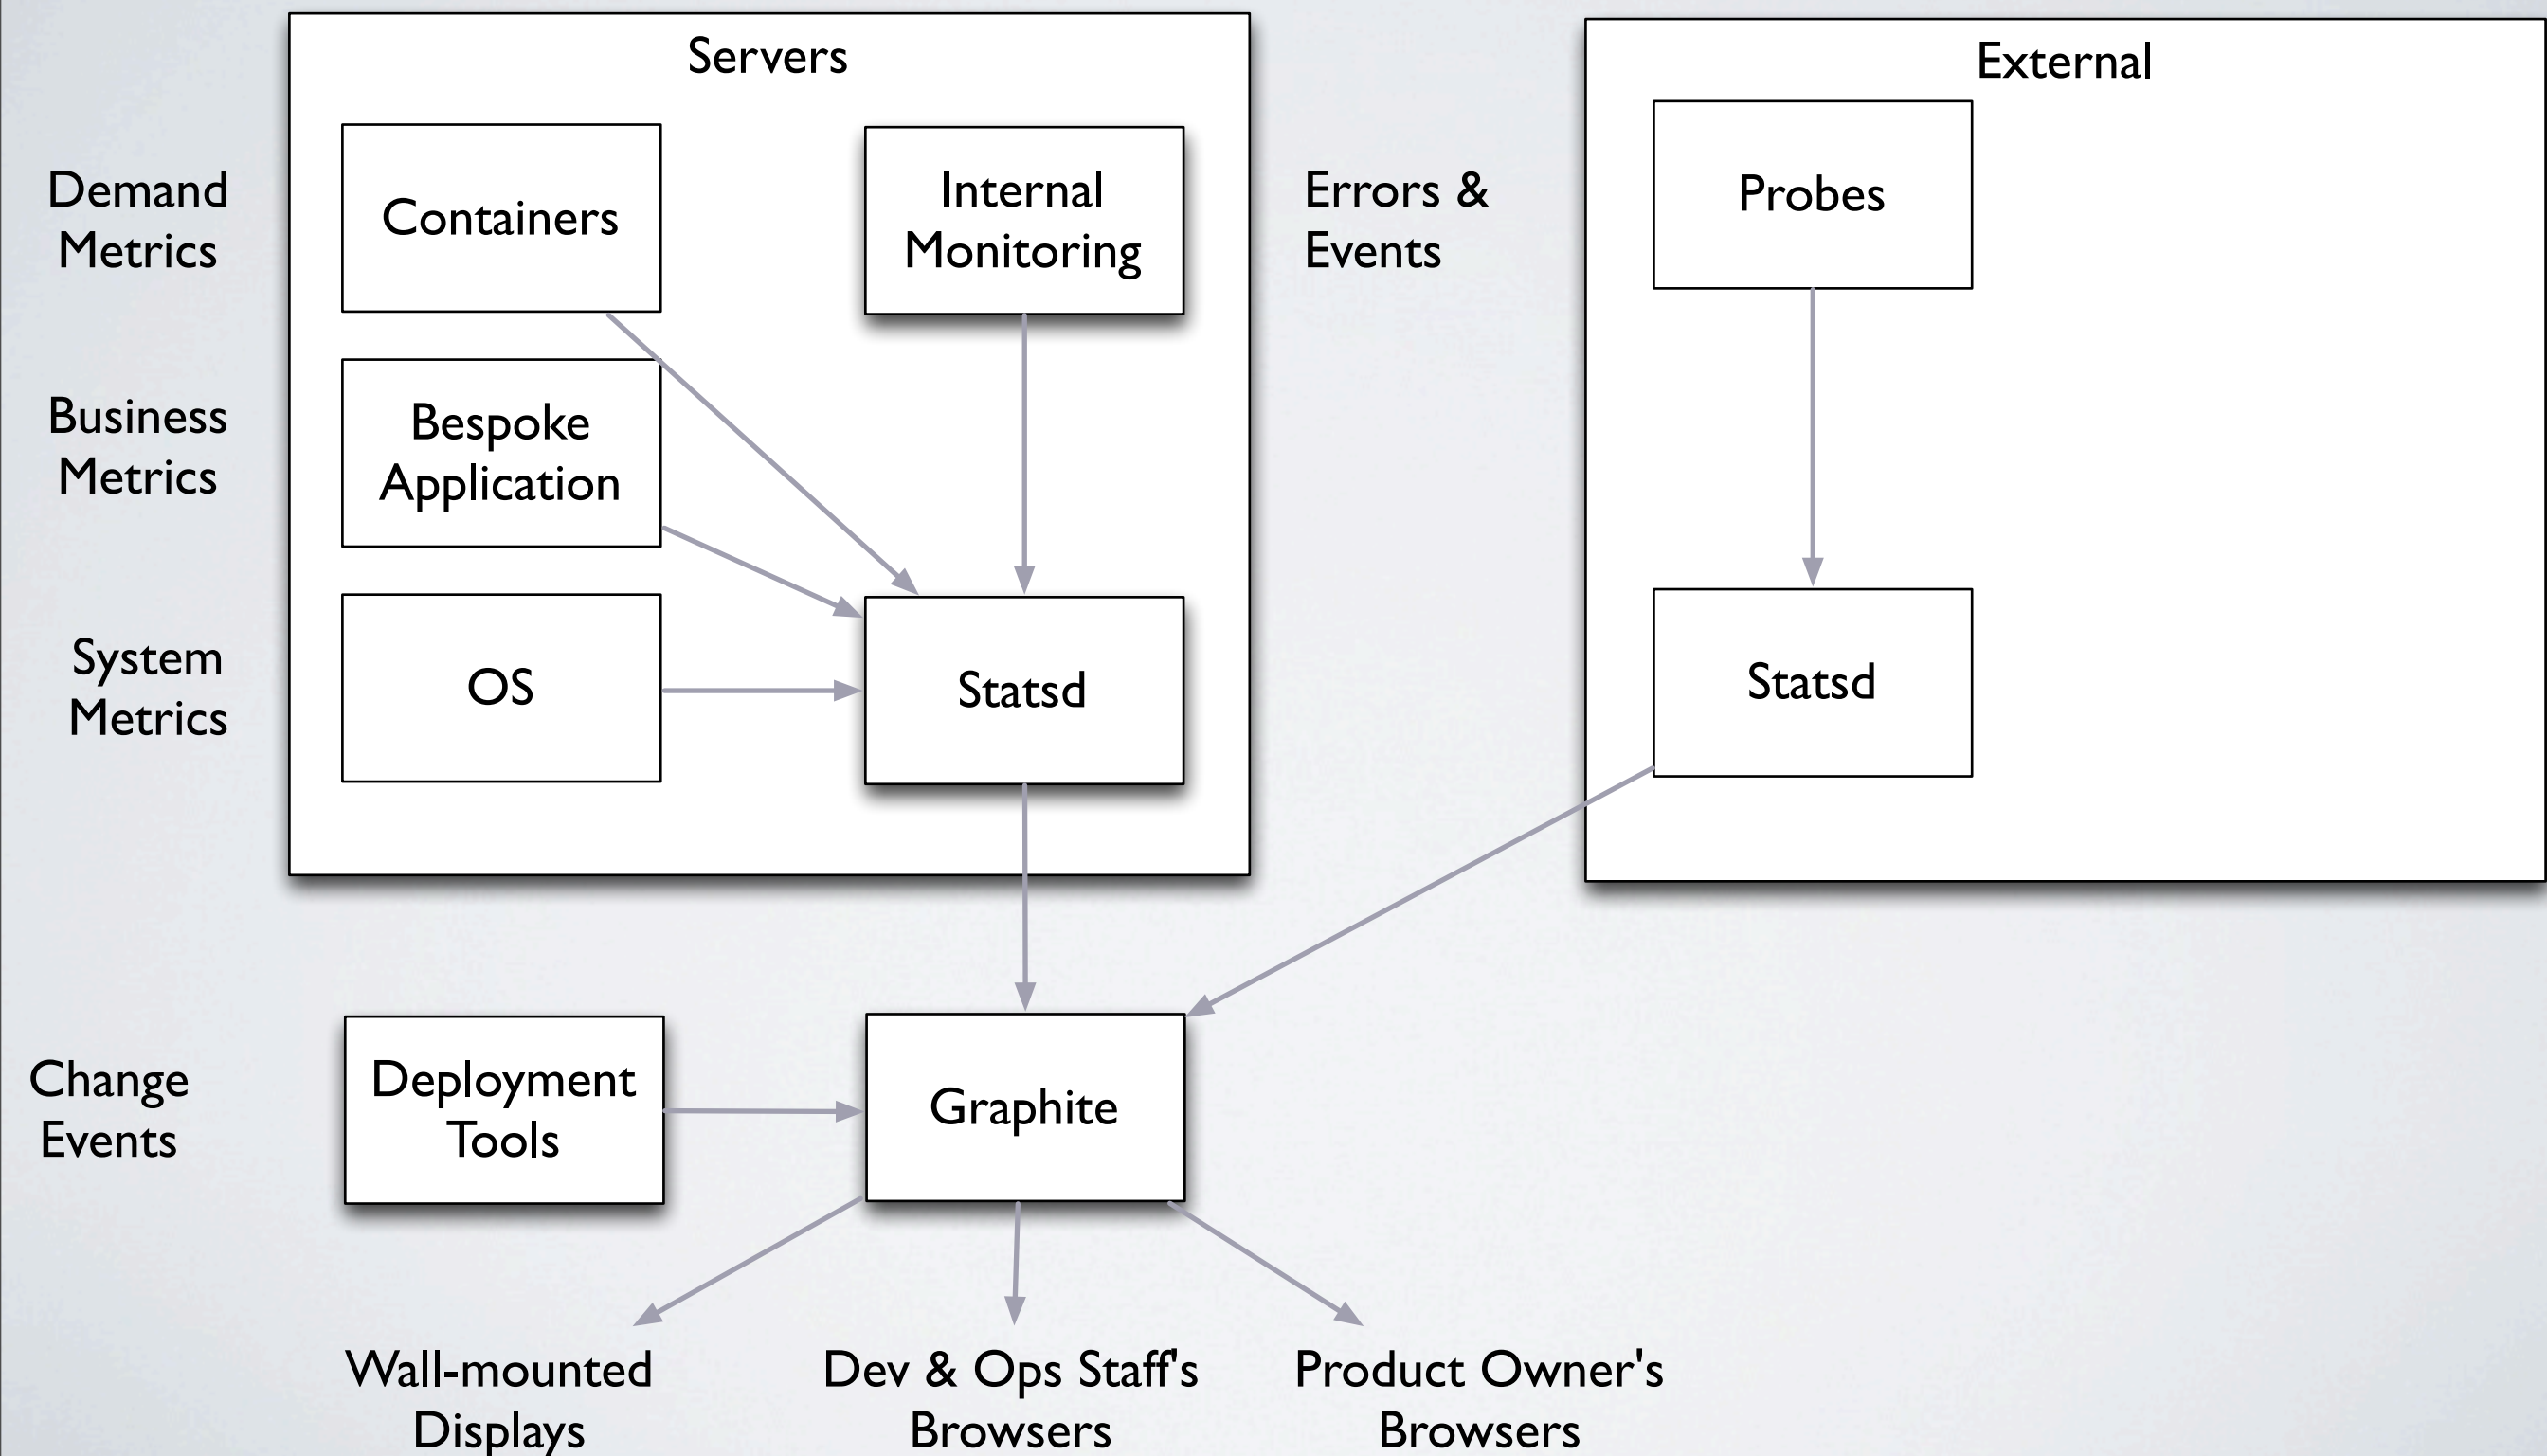 Servers
External
Demand
Metrics
Containers
Internal
Monitoring
Errors &
Events
Probes
Business
Metrics
Bespoke
Application
System
Metrics
OS
Statsd
Statsd
Change
Events
Deployment
Tools
Graphite
Wall-mounted
Displays
Dev & Ops Staff's
Browsers
Product Owner's
Browsers